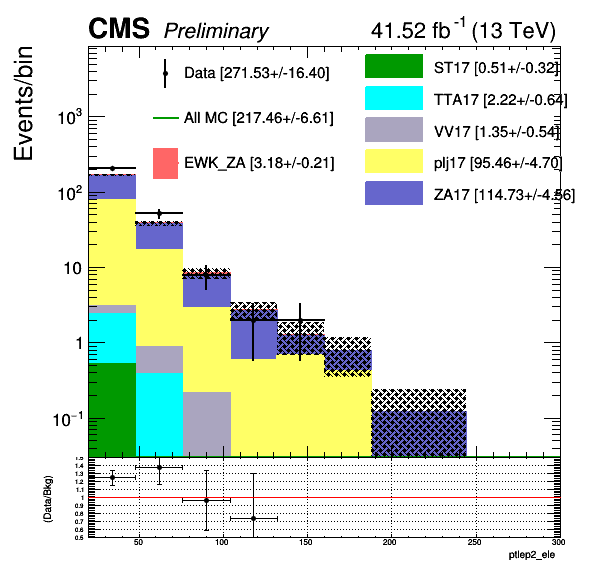 CMS Preliminary 41.52 fb⁻¹ (13 TeV)
Events/bin
Data [271.53+/-16.40]
All MC [217.46+/-6.61]
EWK_ZA [3.18+/-0.21]
ST17 [0.51+/-0.32]
TTA17 [2.22+/-0.64]
VV17 [1.35+/-0.54]
plj17 [95.46+/-4.70]
ZA17 [114.73+/-4.56]
10³
10²
10
1
10⁻¹
(Data/Bkg)
1.5
1.4
1.3
1.2
1.1
1
0.9
0.8
0.7
0.6
0.5
50 100 150 200 250 300
ptlep2_ele